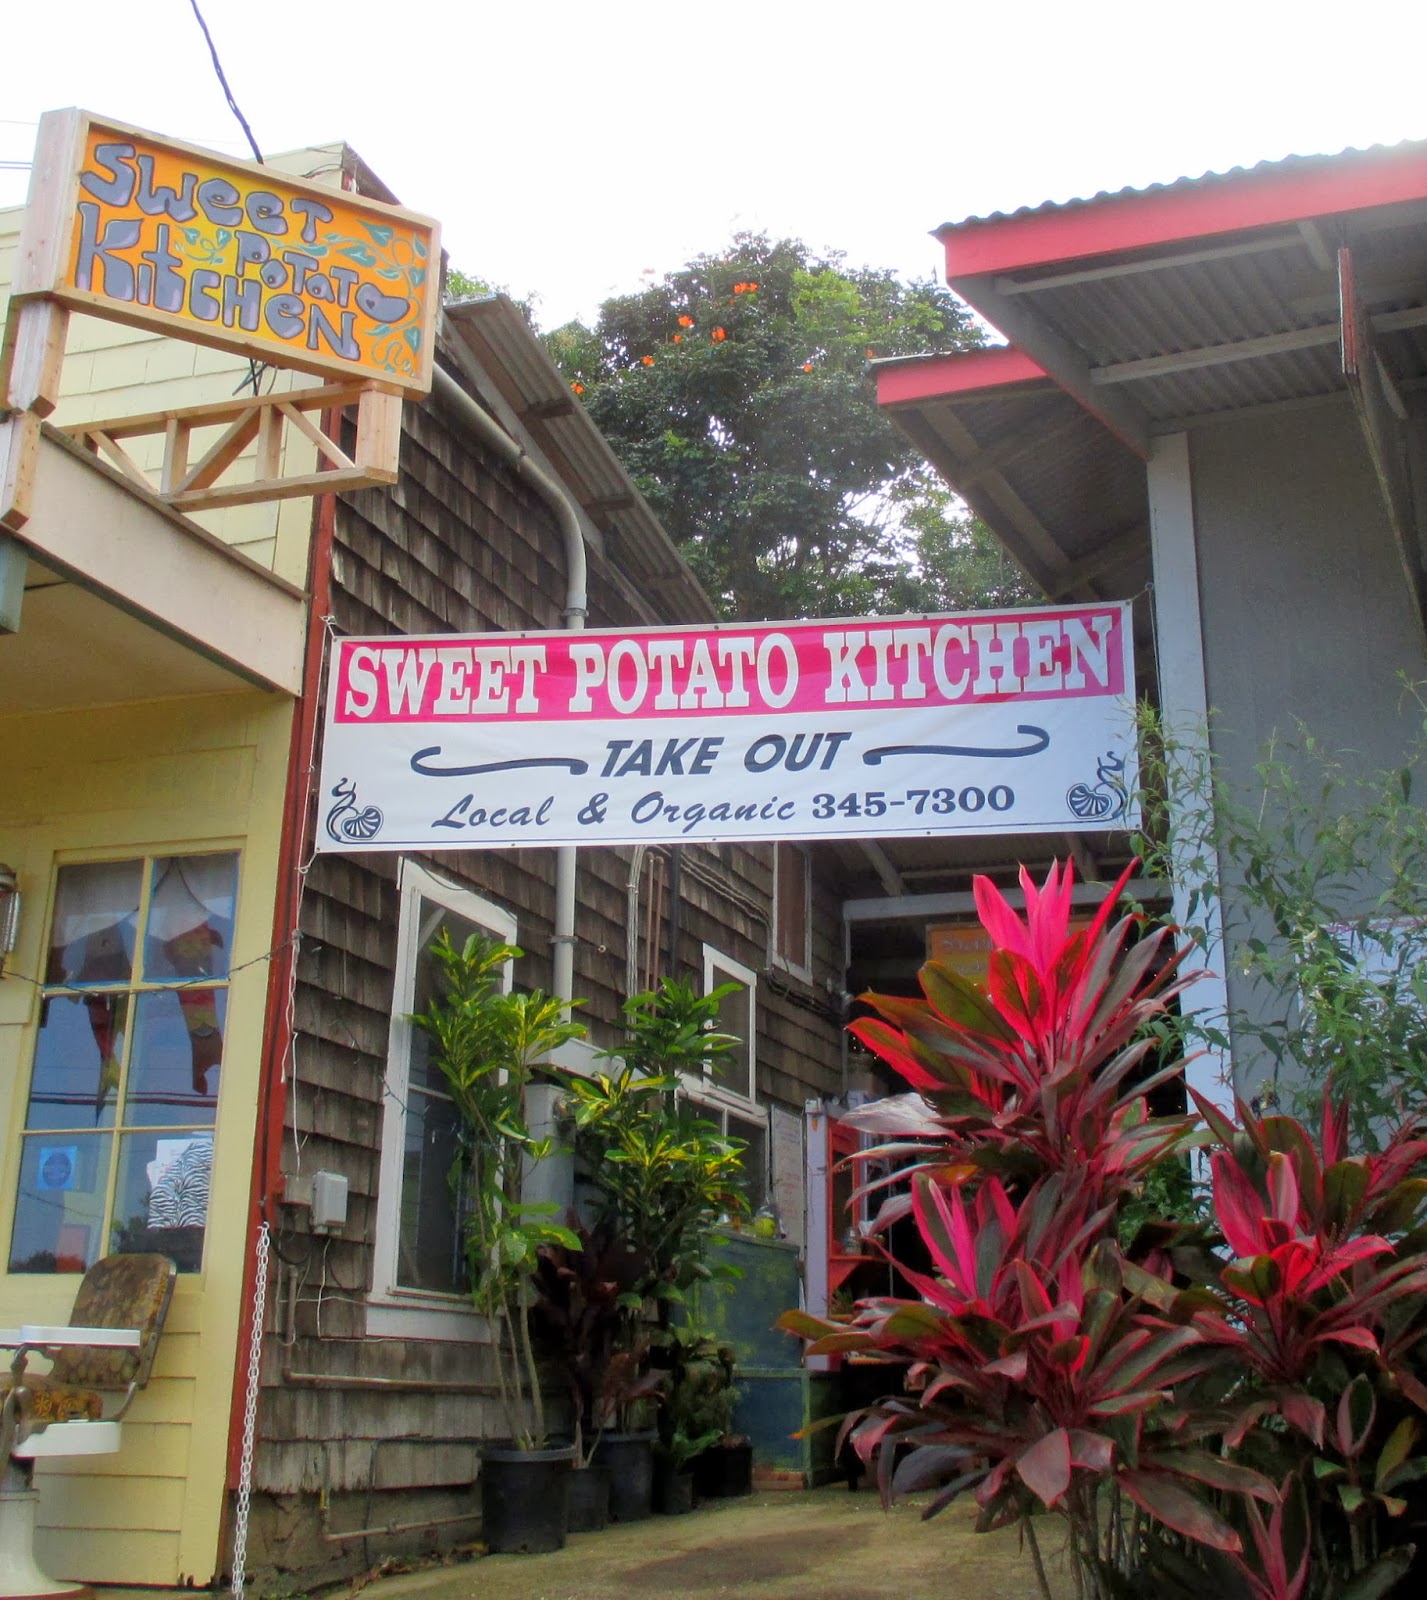 Sweet
Potato
Kitchen
SWEET POTATO KITCHEN
TAKE OUT
Local & Organic 345-7300